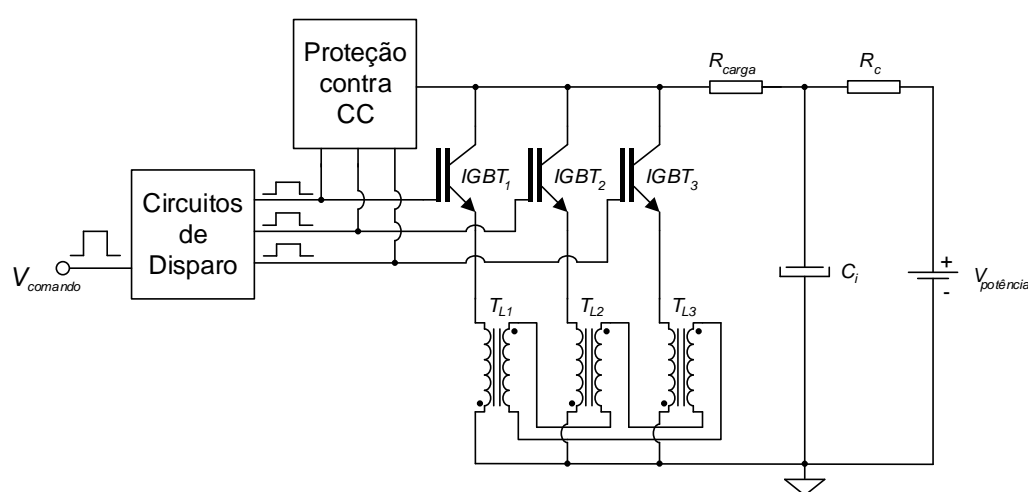 Proteção
contra
CC
R_carga
R_c
IGBT_1
IGBT_2
IGBT_3
Circuitos
de
Disparo
V_comando
C_i
+
-
V_potência
T_L1
T_L2
T_L3